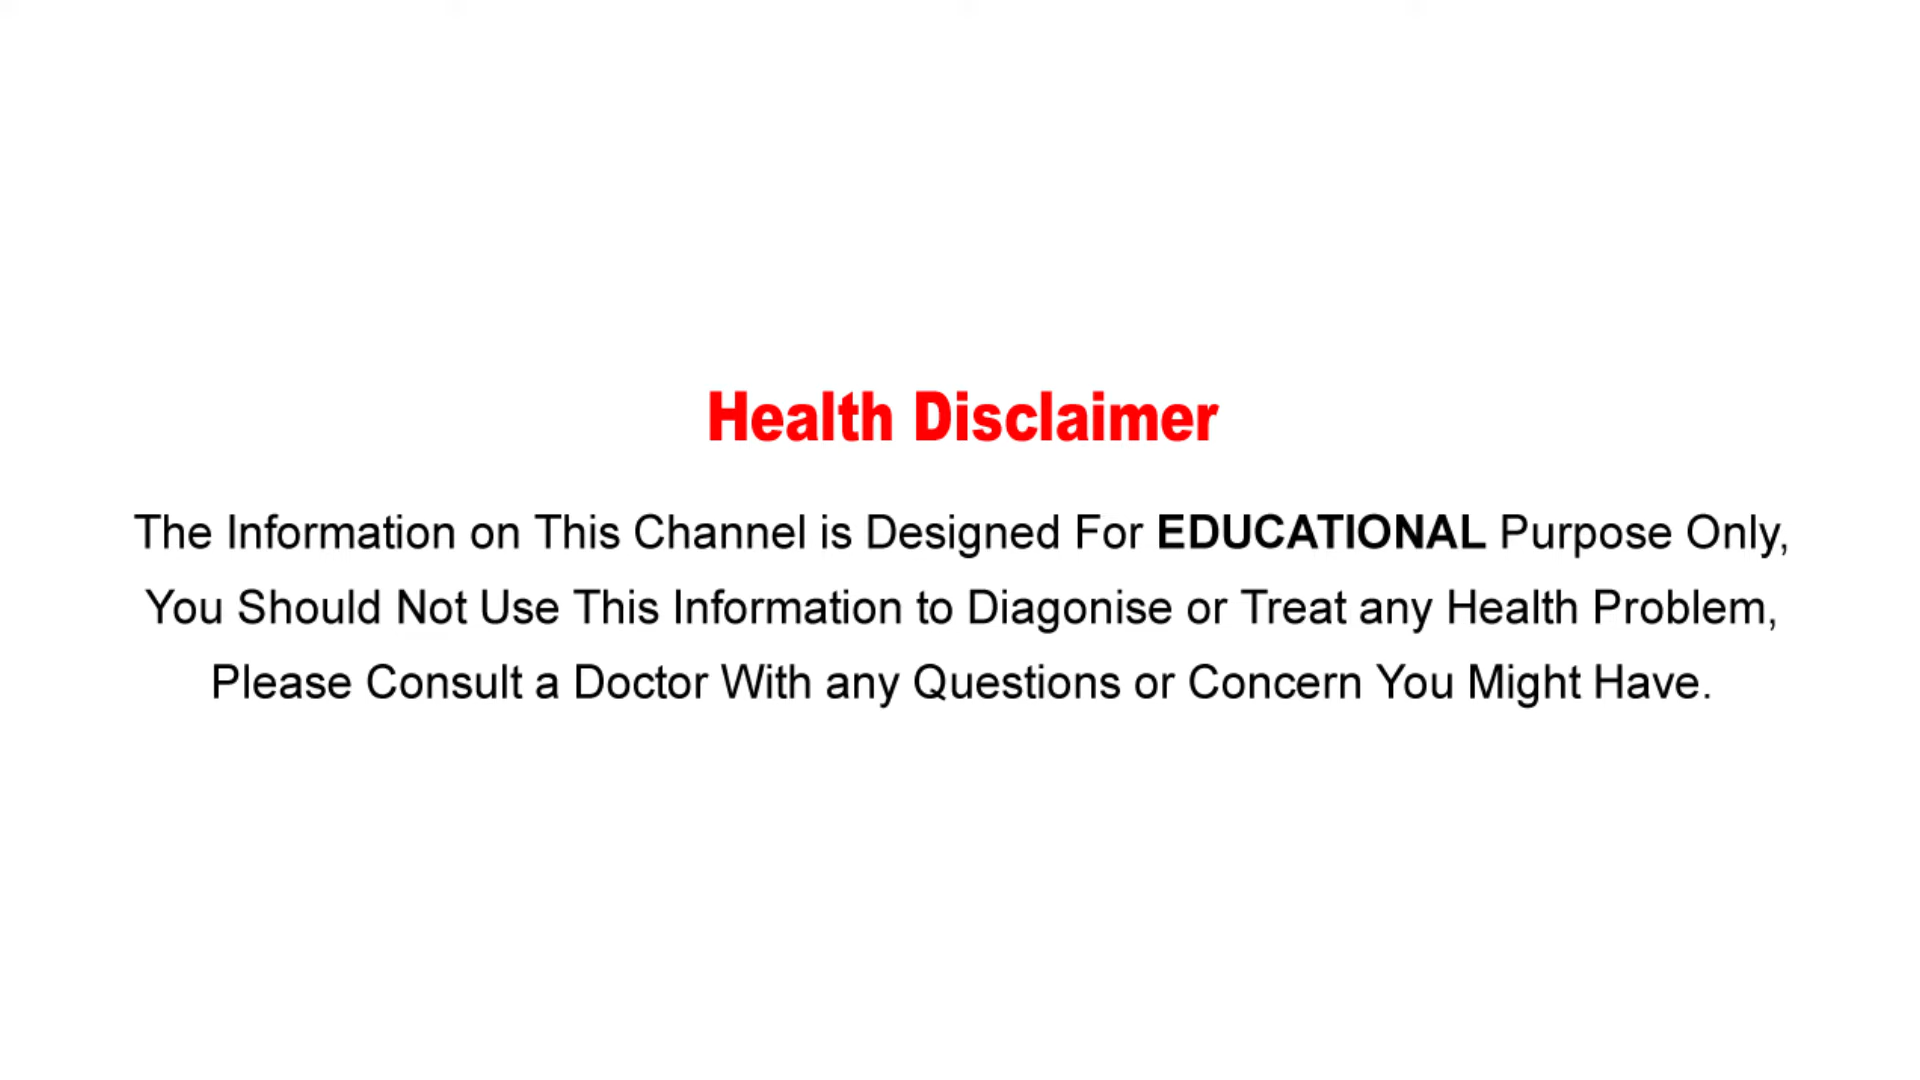 Health Disclaimer
The Information on This Channel is Designed For EDUCATIONAL Purpose Only,
You Should Not Use This Information to Diagonise or Treat any Health Problem,
Please Consult a Doctor With any Questions or Concern You Might Have.